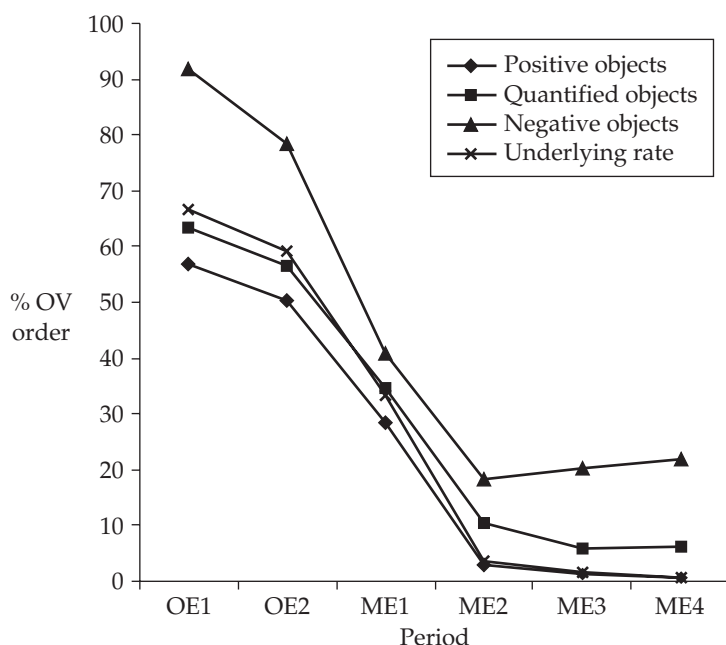 100
90
80
70
60
50
40
30
20
10
0
% OV
order
Positive objects
Quantified objects
Negative objects
Underlying rate
OE1 OE2 ME1 ME2 ME3 ME4
Period